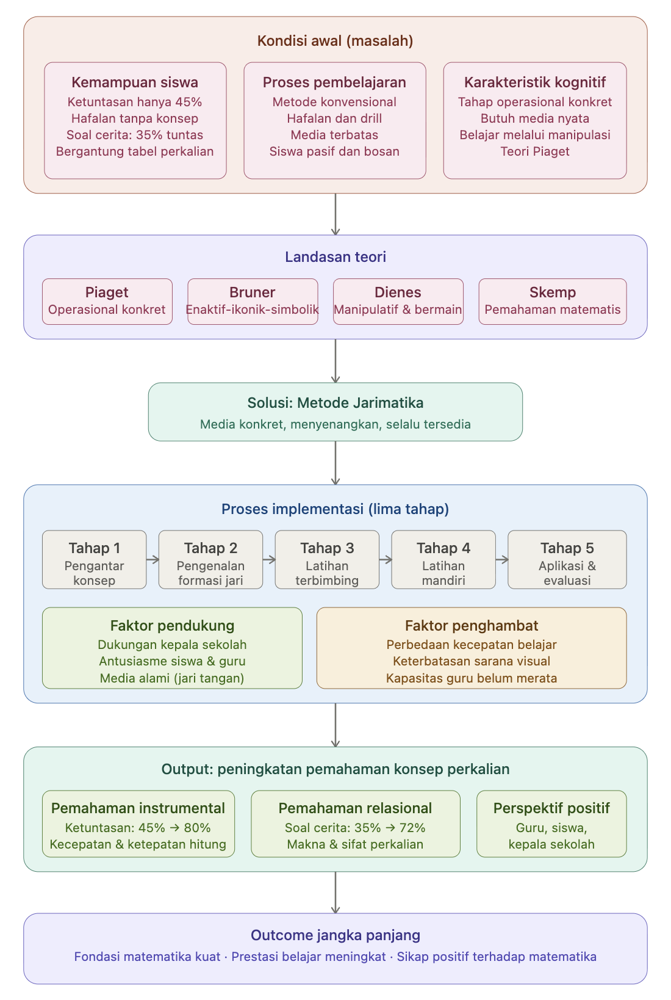 Kondisi awal (masalah)
Kemampuan siswa
Ketuntasan hanya 45%
Hafalan tanpa konsep
Soal cerita: 35% tuntas
Bergantung tabel perkalian
Proses pembelajaran
Metode konvensional
Hafalan dan drill
Media terbatas
Siswa pasif dan bosan
Karakteristik kognitif
Tahap operasional konkret
Butuh media nyata
Belajar melalui manipulasi
Teori Piaget
Landasan teori
Piaget
Operasional konkret
Bruner
Enaktif-ikonik-simbolik
Dienes
Manipulatif & bermain
Skemp
Pemahaman matematis
Solusi: Metode Jarimatika
Media konkret, menyenangkan, selalu tersedia
Proses implementasi (lima tahap)
Tahap 1
Pengantar
konsep
Tahap 2
Pengenalan
formasi jari
Tahap 3
Latihan
terbimbing
Tahap 4
Latihan
mandiri
Tahap 5
Aplikasi &
evaluasi
Faktor pendukung
Dukungan kepala sekolah
Antusiasme siswa & guru
Media alami (jari tangan)
Faktor penghambat
Perbedaan kecepatan belajar
Keterbatasan sarana visual
Kapasitas guru belum merata
Output: peningkatan pemahaman konsep perkalian
Pemahaman instrumental
Ketuntasan: 45% → 80%
Kecepatan & ketepatan hitung
Pemahaman relasional
Soal cerita: 35% → 72%
Makna & sifat perkalian
Perspektif positif
Guru, siswa,
kepala sekolah
Outcome jangka panjang
Fondasi matematika kuat · Prestasi belajar meningkat · Sikap positif terhadap matematika